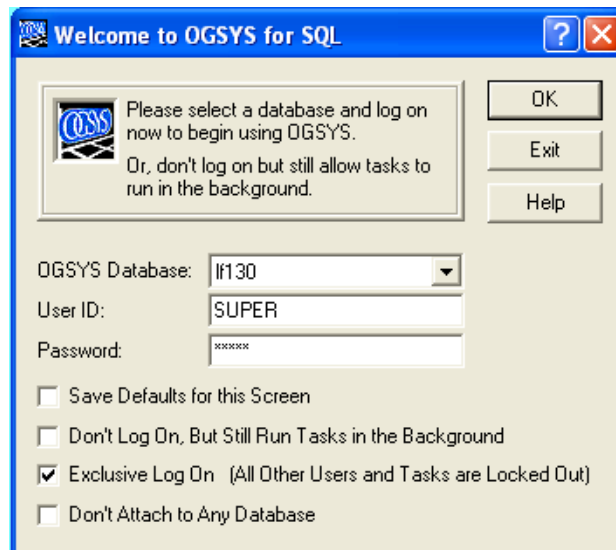 Welcome to OGSYS for SQL
?
X
OGSYS
Please select a database and log on
now to begin using OGSYS.
Or, don't log on but still allow tasks to
run in the background.
OK
Exit
Help
OGSYS Database: lf130
User ID: SUPER
Password: *****
Save Defaults for this Screen
Don't Log On, But Still Run Tasks in the Background
Exclusive Log On (All Other Users and Tasks are Locked Out)
Don't Attach to Any Database